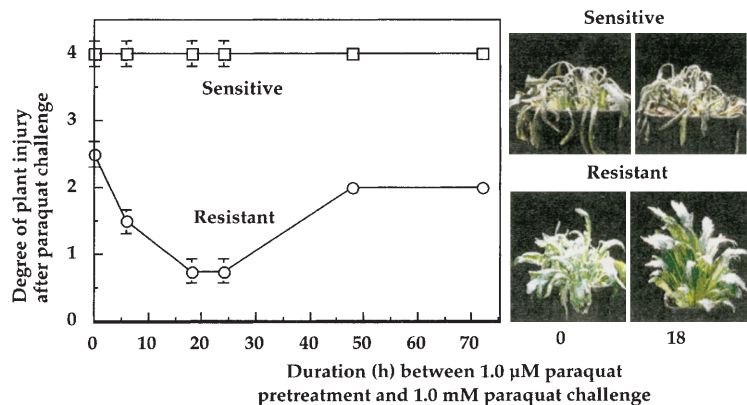 Degree of plant injury
after paraquat challenge
4
3
2
1
0
Sensitive
Resistant
0 10 20 30 40 50 60 70
Duration (h) between 1.0 µM paraquat
pretreatment and 1.0 mM paraquat challenge
Sensitive
Resistant
0 18